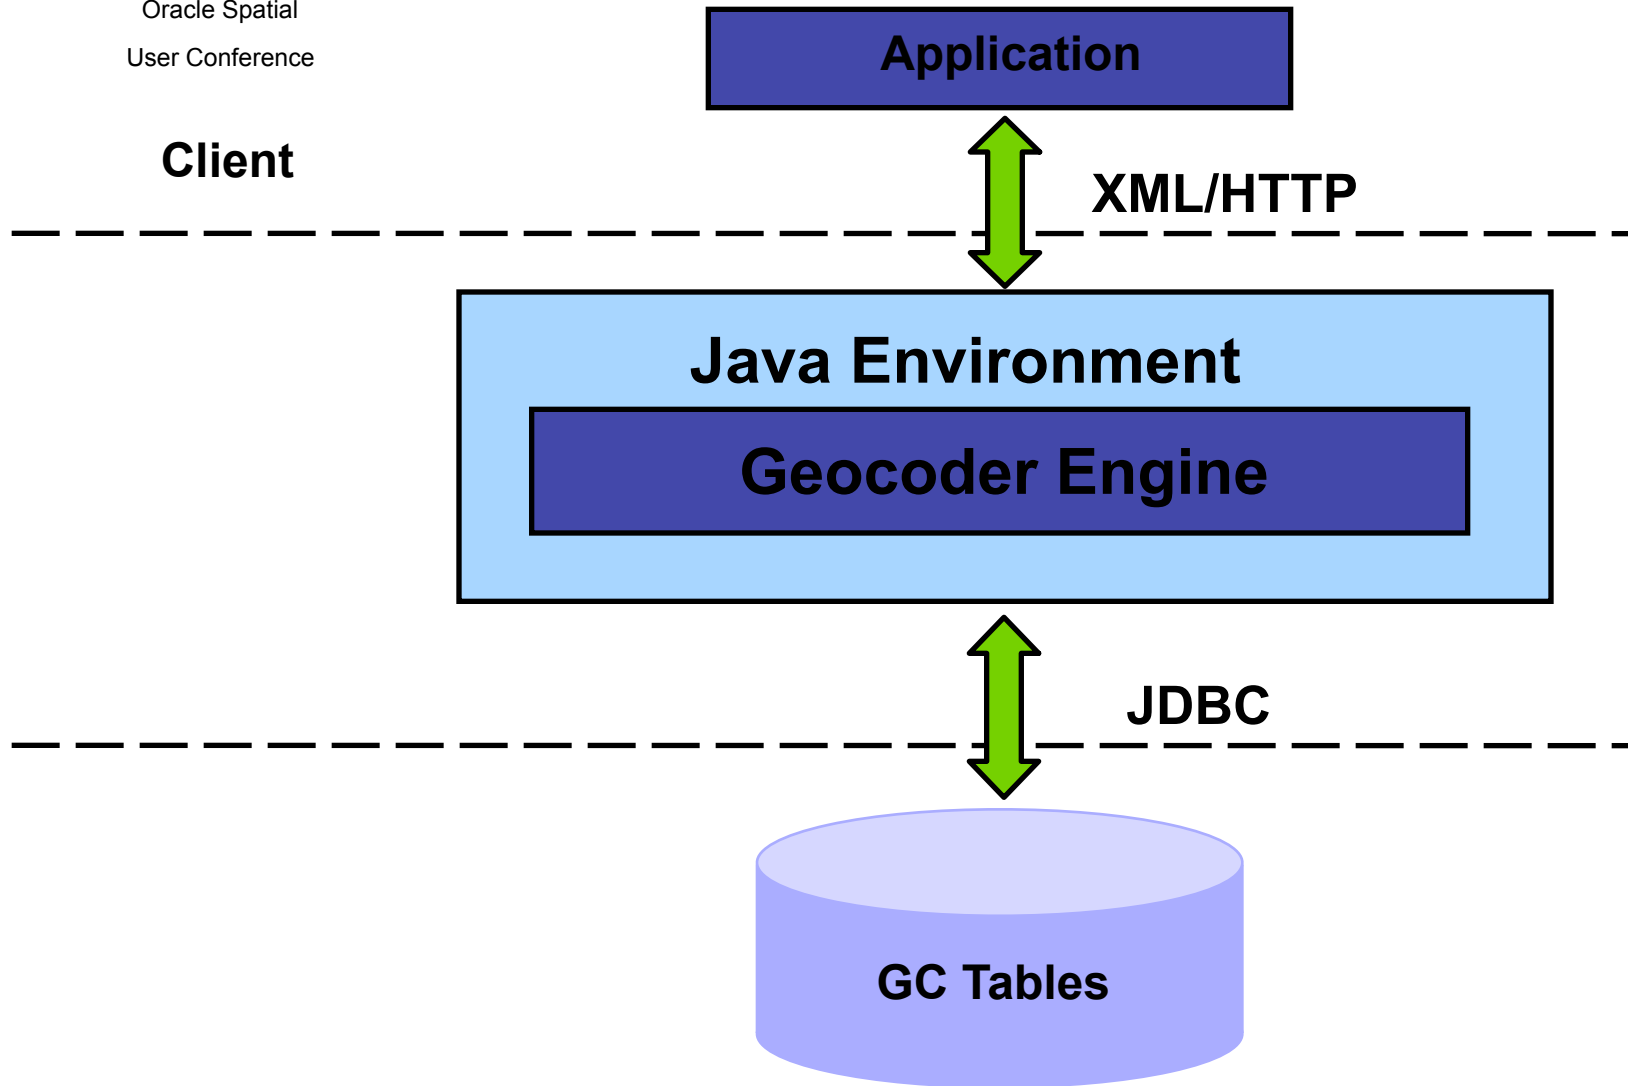 Oracle Spatial
User Conference
Application
Client
XML/HTTP
Java Environment
Geocoder Engine
JDBC
GC Tables